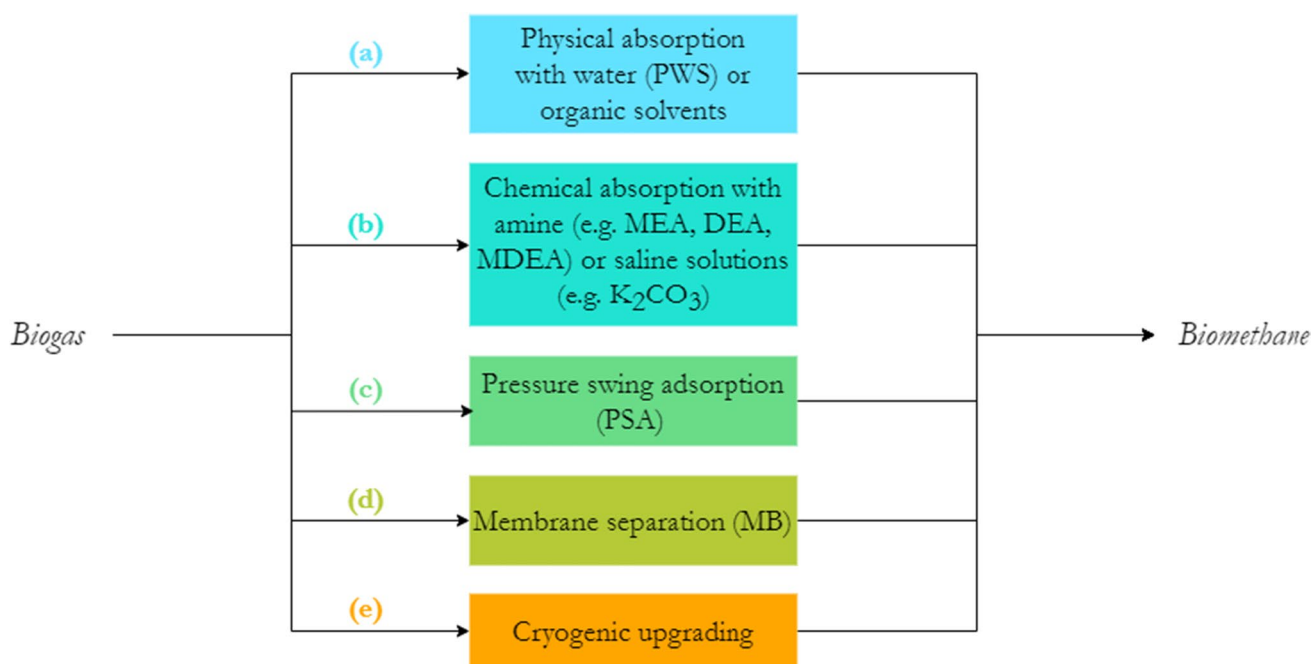 (a)
Physical absorption
with water (PWS) or
organic solvents
(b)
Chemical absorption with
amine (e.g. MEA, DEA,
MDEA) or saline solutions
(e.g. K₂CO₃)
Biogas
Biomethane
(c)
Pressure swing adsorption
(PSA)
(d)
Membrane separation (MB)
(e)
Cryogenic upgrading